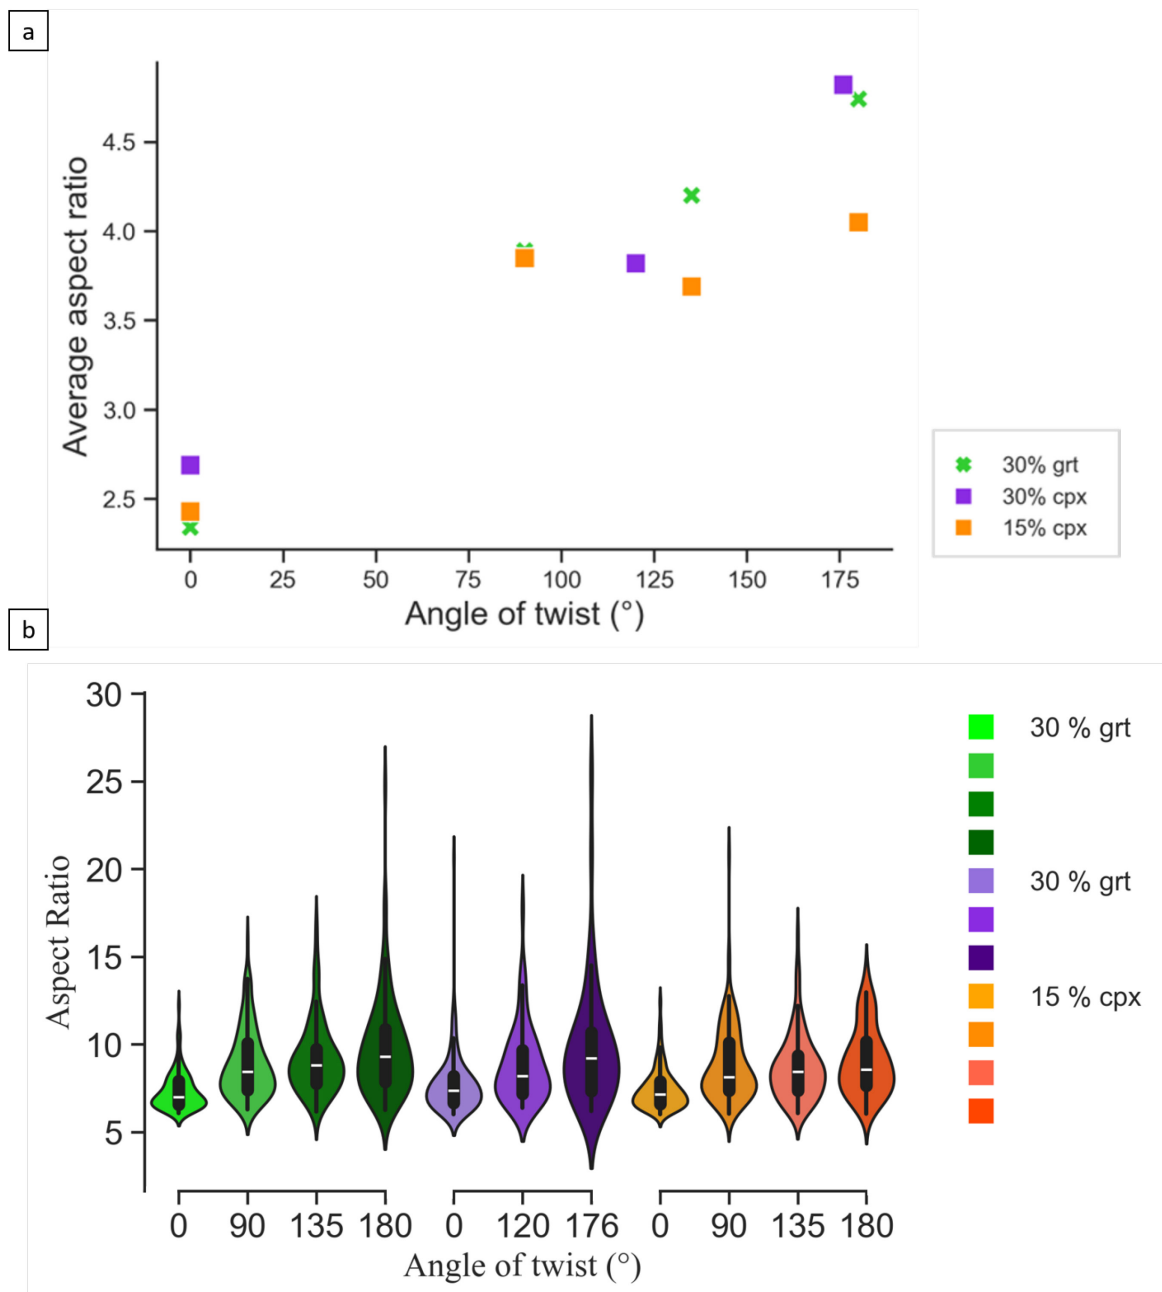 a
4.5
4.0
3.5
3.0
2.5
Average aspect ratio
0 25 50 75 100 125 150 175
Angle of twist (°)
30% grt
30% cpx
15% cpx
b
30
25
20
15
10
5
Aspect Ratio
0 90 135 180 0 120 176 0 90 135 180
Angle of twist (°)
30 % grt
30 % grt
15 % cpx